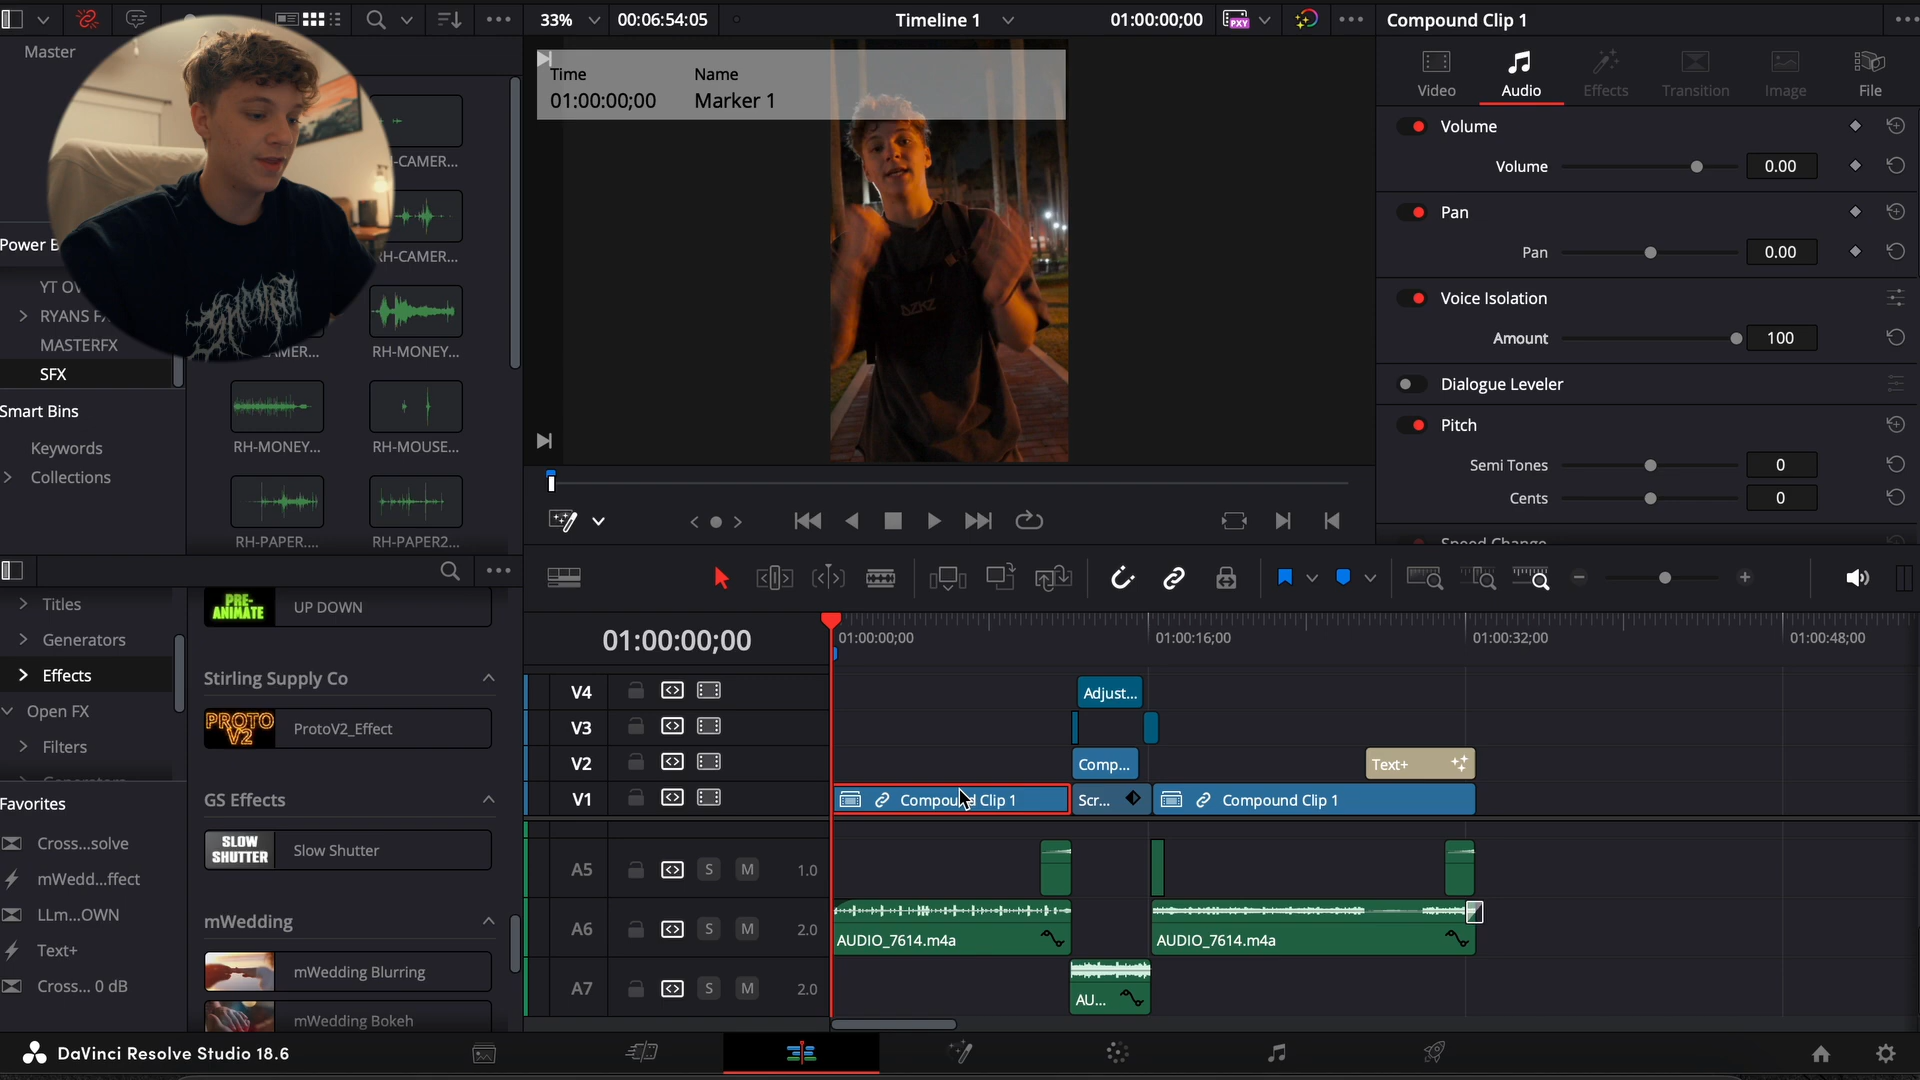 33%
00:06:54:05
Timeline 1
01:00:00;00
PXY
Compound Clip 1
Master
Video
Audio
Effects
Transition
Image
File
Time
Name
01:00:00;00
Marker 1
-CAMER...
H-CAMER...
Power B
YT OV
RYANS F
MASTERFX
SFX
AMER...
RH-MONEY...
Smart Bins
Keywords
Collections
RH-MONEY...
RH-MOUSE...
RH-PAPER....
RH-PAPER2...
DZKZ
Volume
Volume
0.00
Pan
Pan
0.00
Voice Isolation
Amount
100
Dialogue Leveler
Pitch
Semi Tones
0
Cents
0
Speed Change
Titles
Generators
Effects
Open FX
Filters
Generators
Favorites
Cross...solve
mWedd...ffect
LLm...OWN
Text+
Cross... 0 dB
PRE-
ANIMATE
UP DOWN
Stirling Supply Co
PROTO
V2
ProtoV2_Effect
GS Effects
SLOW
SHUTTER
Slow Shutter
mWedding
mWedding Blurring
mWedding Bokeh
01:00:00;00
01:00:00;00
01:00:16;00
01:00:32;00
01:00:48;00
V4
Adjust...
V3
V2
Comp...
Text+
V1
Compound Clip 1
Scr...
Compound Clip 1
A5
S
M
1.0
A6
S
M
2.0
AUDIO_7614.m4a
AUDIO_7614.m4a
A7
S
M
2.0
AU...
DaVinci Resolve Studio 18.6